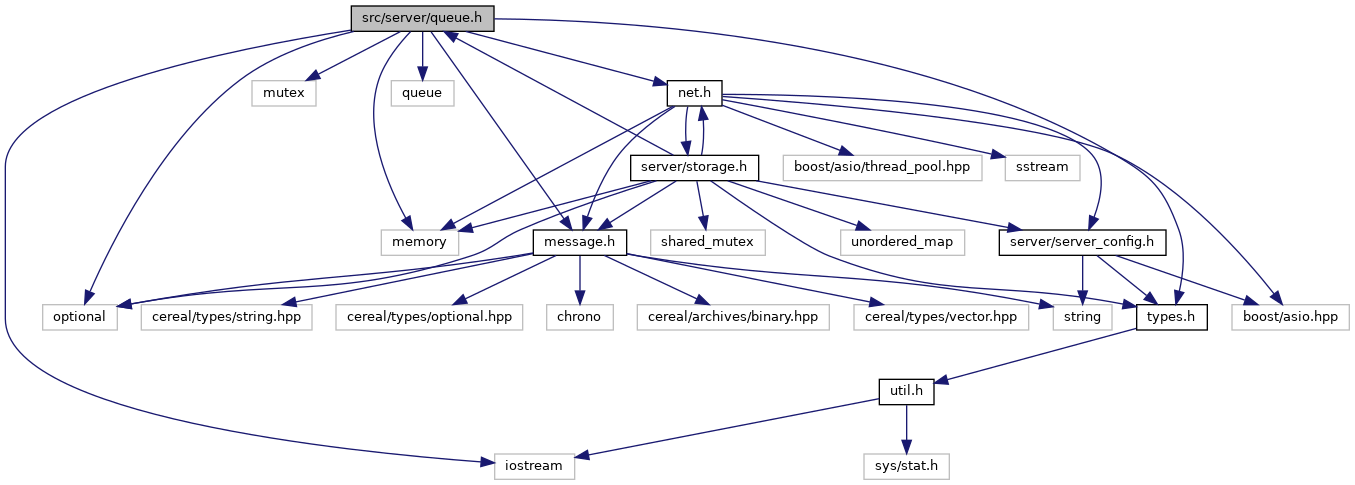 src/server/queue.h
mutex
queue
net.h
server/storage.h
boost/asio/thread_pool.hpp
sstream
memory
message.h
shared_mutex
unordered_map
server/server_config.h
optional
cereal/types/string.hpp
cereal/types/optional.hpp
chrono
cereal/archives/binary.hpp
cereal/types/vector.hpp
string
types.h
boost/asio.hpp
util.h
iostream
sys/stat.h